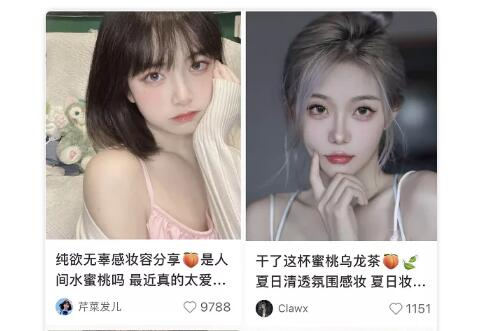 纯欲无辜感妆容分享🍑是人
间水蜜桃吗 最近真的太爱…
芹菜发儿 9788
干了这杯蜜桃乌龙茶🍑🍃
夏日清透氛围感妆 夏日妆…
Clawx 1151